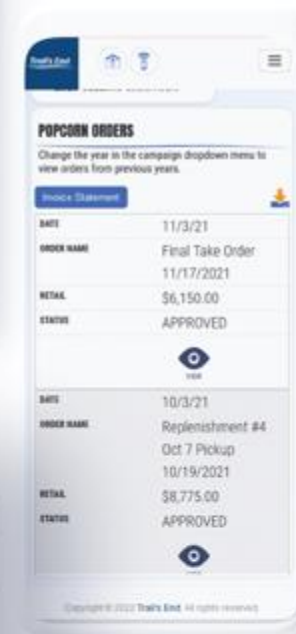 Trail's End
POPCORN ORDERS
Change the year in the campaign dropdown menu to
view orders from previous years.
Invoice Statement
DATE 11/3/21
ORDER NAME Final Take Order
11/17/2021
RETAIL $6,150.00
STATUS APPROVED
VIEW
DATE 10/3/21
ORDER NAME Replenishment #4
Oct 7 Pickup
10/19/2021
RETAIL $8,775.00
STATUS APPROVED
Copyright © 2022 Trail's End. All rights reserved.